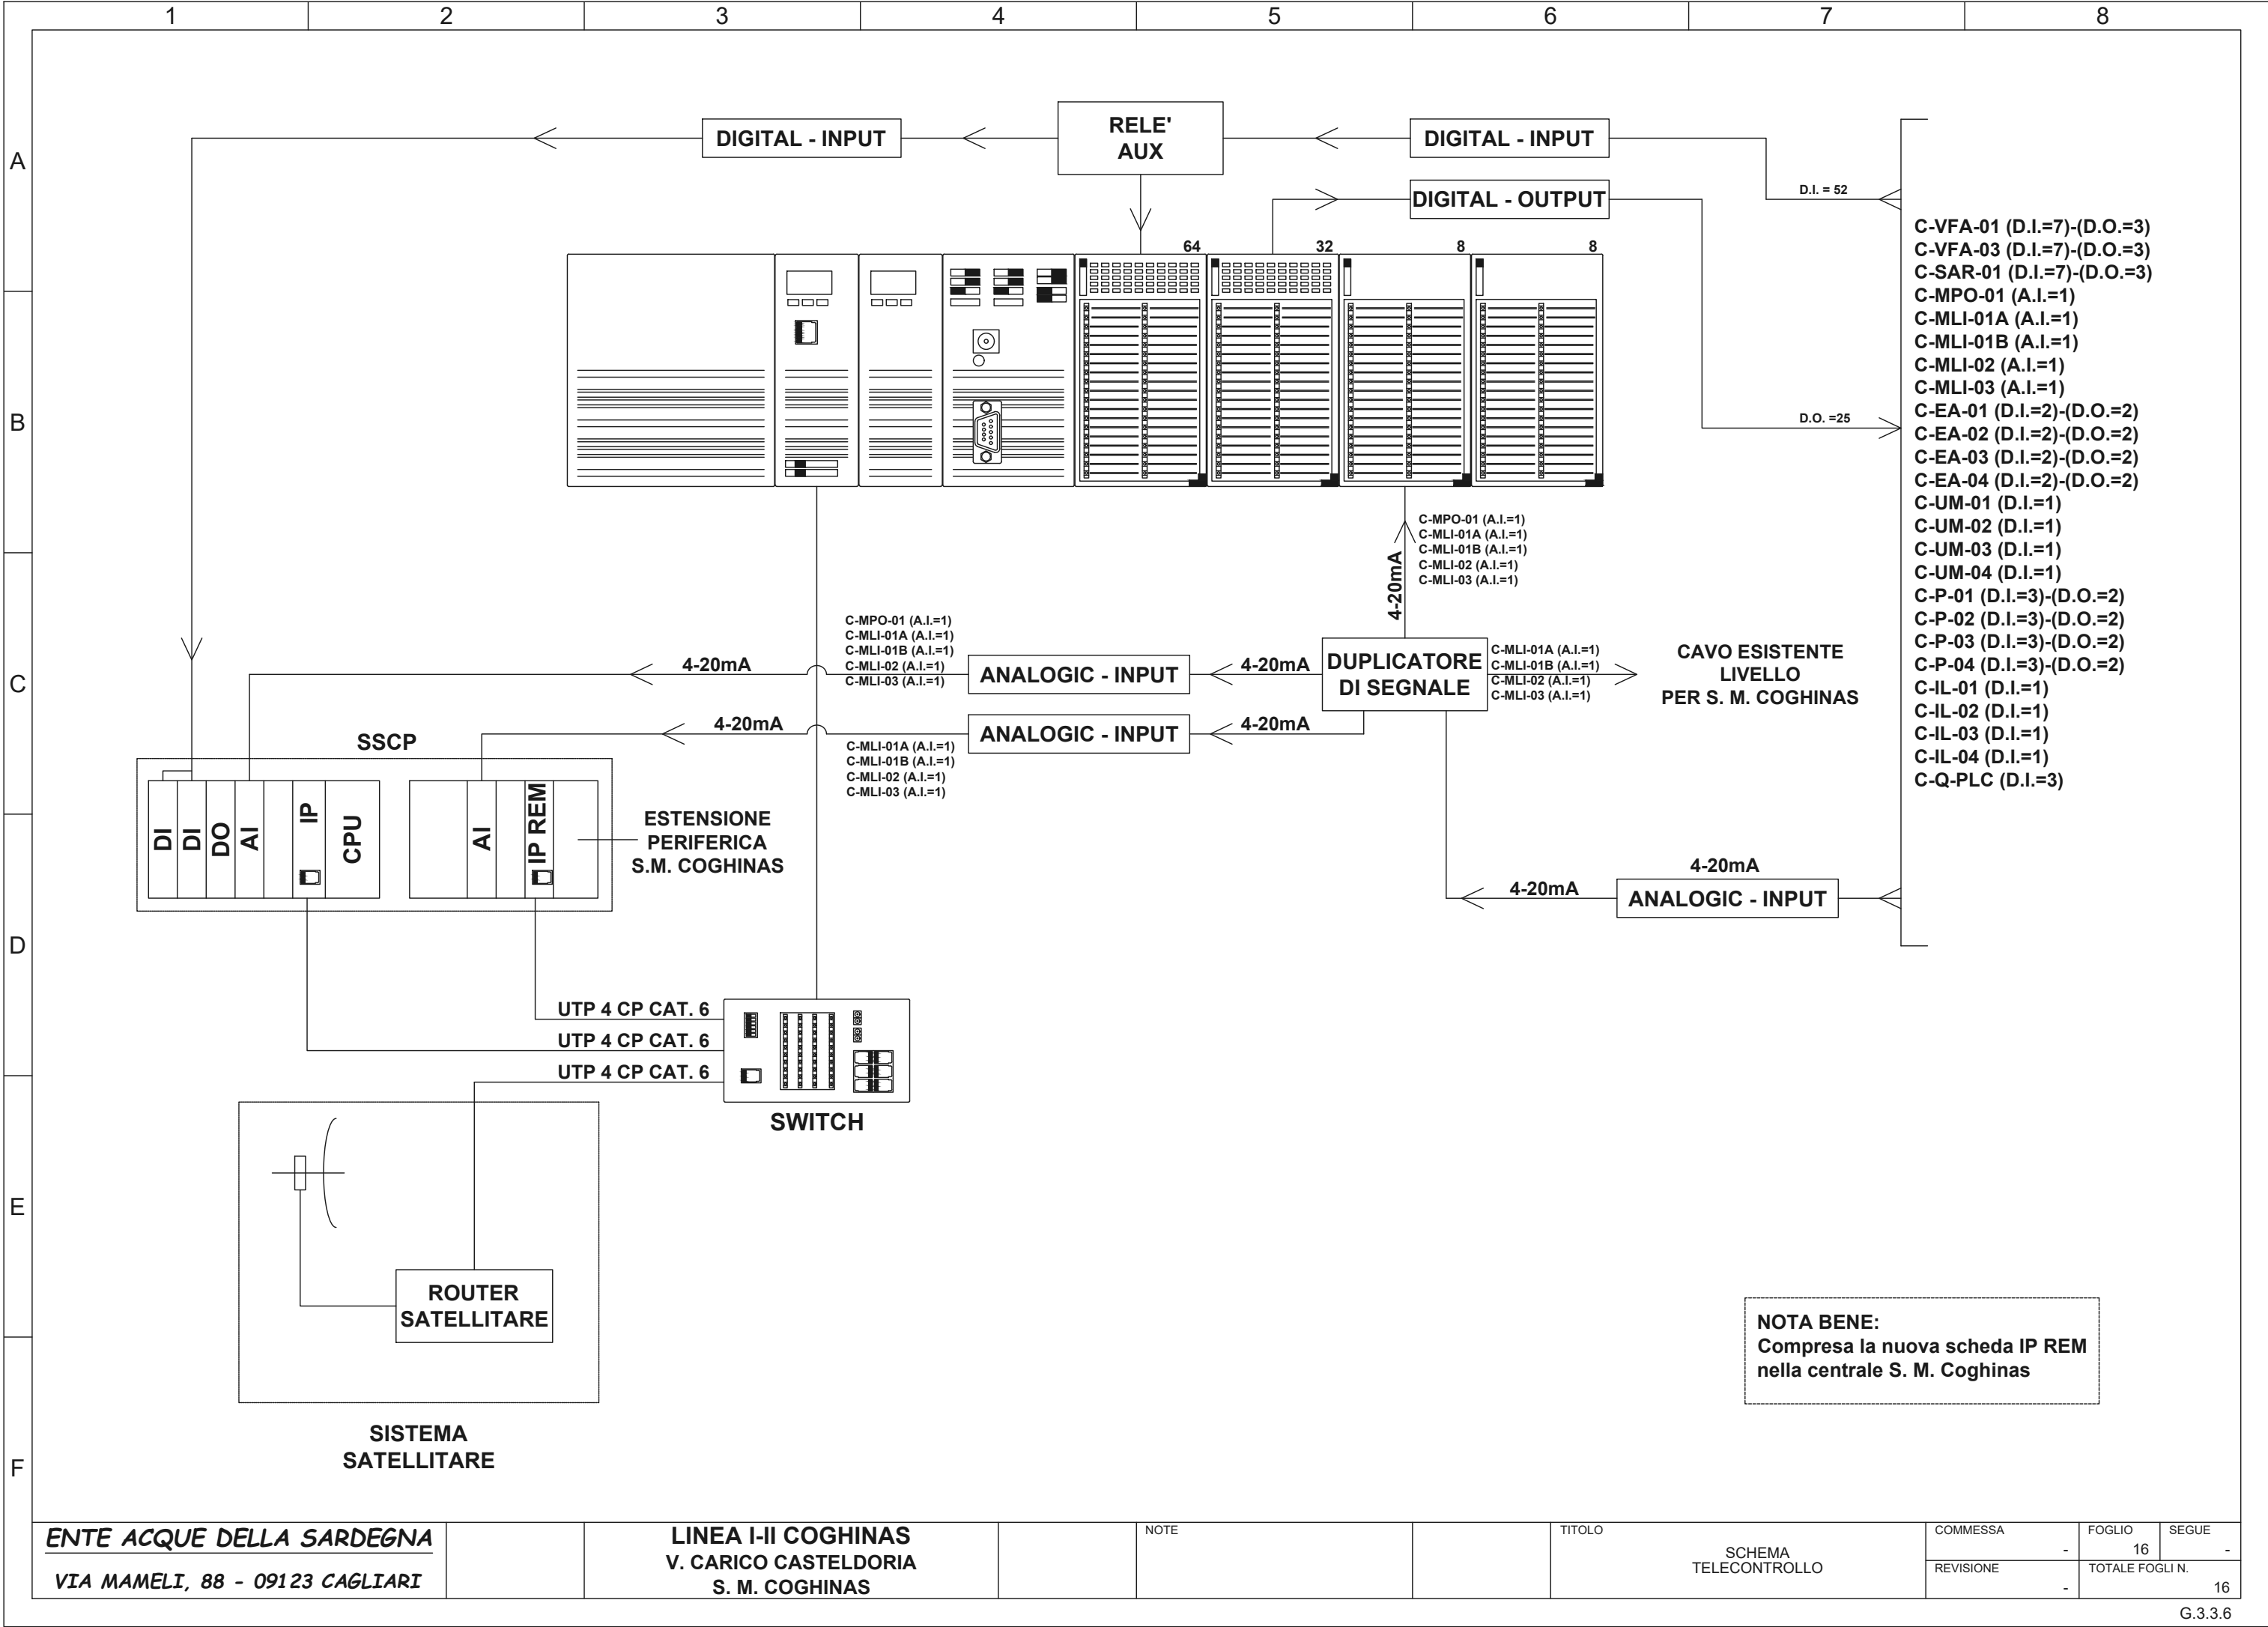 1 2 3 4 5 6 7 8
A
B
C
D
E
F
DIGITAL - INPUT
RELE'
AUX
DIGITAL - INPUT
DIGITAL - OUTPUT
D.I. = 52
D.O. =25
64
32
8
8
C-VFA-01 (D.I.=7)-(D.O.=3)
C-VFA-03 (D.I.=7)-(D.O.=3)
C-SAR-01 (D.I.=7)-(D.O.=3)
C-MPO-01 (A.I.=1)
C-MLI-01A (A.I.=1)
C-MLI-01B (A.I.=1)
C-MLI-02 (A.I.=1)
C-MLI-03 (A.I.=1)
C-EA-01 (D.I.=2)-(D.O.=2)
C-EA-02 (D.I.=2)-(D.O.=2)
C-EA-03 (D.I.=2)-(D.O.=2)
C-EA-04 (D.I.=2)-(D.O.=2)
C-UM-01 (D.I.=1)
C-UM-02 (D.I.=1)
C-UM-03 (D.I.=1)
C-UM-04 (D.I.=1)
C-P-01 (D.I.=3)-(D.O.=2)
C-P-02 (D.I.=3)-(D.O.=2)
C-P-03 (D.I.=3)-(D.O.=2)
C-P-04 (D.I.=3)-(D.O.=2)
C-IL-01 (D.I.=1)
C-IL-02 (D.I.=1)
C-IL-03 (D.I.=1)
C-IL-04 (D.I.=1)
C-Q-PLC (D.I.=3)
C-MPO-01 (A.I.=1)
C-MLI-01A (A.I.=1)
C-MLI-01B (A.I.=1)
C-MLI-02 (A.I.=1)
C-MLI-03 (A.I.=1)
4-20mA
C-MPO-01 (A.I.=1)
C-MLI-01A (A.I.=1)
C-MLI-01B (A.I.=1)
C-MLI-02 (A.I.=1)
C-MLI-03 (A.I.=1)
4-20mA
ANALOGIC - INPUT
4-20mA
DUPLICATORE
DI SEGNALE
C-MLI-01A (A.I.=1)
C-MLI-01B (A.I.=1)
C-MLI-02 (A.I.=1)
C-MLI-03 (A.I.=1)
CAVO ESISTENTE
LIVELLO
PER S. M. COGHINAS
4-20mA
ANALOGIC - INPUT
4-20mA
C-MLI-01A (A.I.=1)
C-MLI-01B (A.I.=1)
C-MLI-02 (A.I.=1)
C-MLI-03 (A.I.=1)
SSCP
DI
DI
DO
AI
IP
CPU
AI
IP REM
ESTENSIONE
PERIFERICA
S.M. COGHINAS
4-20mA
4-20mA
ANALOGIC - INPUT
UTP 4 CP CAT. 6
UTP 4 CP CAT. 6
UTP 4 CP CAT. 6
SWITCH
ROUTER
SATELLITARE
SISTEMA
SATELLITARE
NOTA BENE:
Compresa la nuova scheda IP REM
nella centrale S. M. Coghinas
ENTE ACQUE DELLA SARDEGNA
VIA MAMELI, 88 - 09123 CAGLIARI
LINEA I-II COGHINAS
V. CARICO CASTELDORIA
S. M. COGHINAS
NOTE
TITOLO
SCHEMA
TELECONTROLLO
COMMESSA
-
FOGLIO
16
SEGUE
-
REVISIONE
-
TOTALE FOGLI N.
16
G.3.3.6